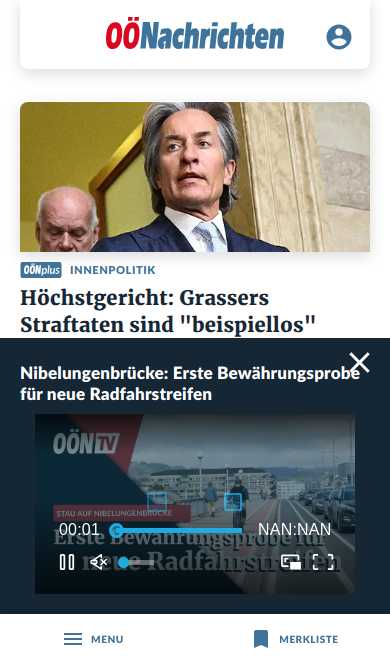 OÖNachrichten
OÖNplus INNENPOLITIK
Höchstgericht: Grassers
Straftaten sind "beispiellos"
Nibelungenbrücke: Erste Bewährungsprobe
für neue Radfahrstreifen
OÖN TV
STAU AUF NIBELUNGENBRÜCKE
00:01 NAN:NAN
Erste Bewährungsprobe für
neue Radfahrstreifen
MENU MERKLISTE